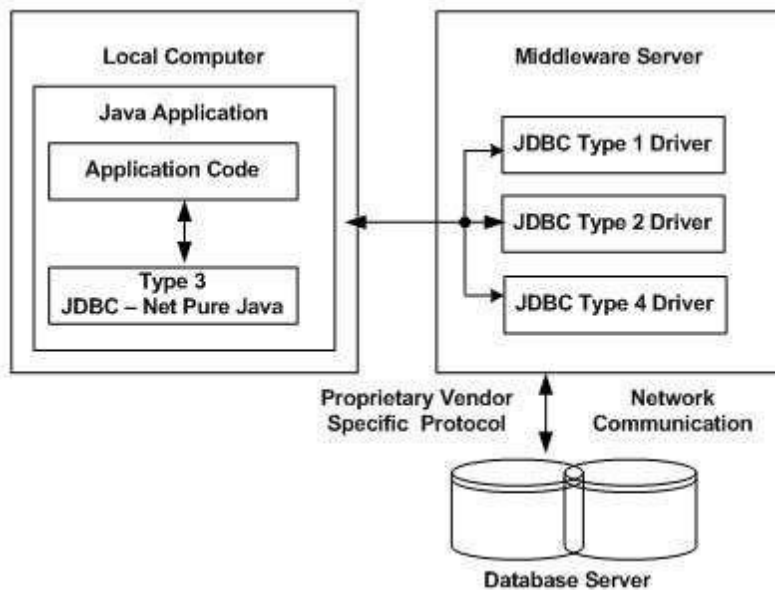 Local Computer
Java Application
Application Code
Type 3
JDBC – Net Pure Java
Middleware Server
JDBC Type 1 Driver
JDBC Type 2 Driver
JDBC Type 4 Driver
Proprietary Vendor
Specific Protocol
Network
Communication
Database Server